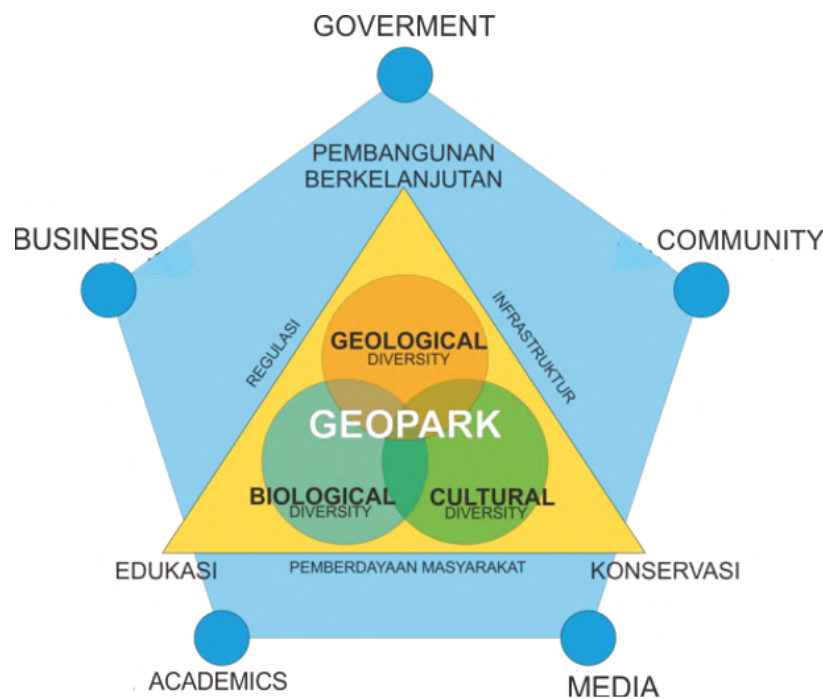 GOVERMENT
PEMBANGUNAN
BERKELANJUTAN
BUSINESS
COMMUNITY
REGULASI
INFRASTRUKTUR
GEOLOGICAL
DIVERSITY
GEOPARK
BIOLOGICAL
DIVERSITY
CULTURAL
DIVERSITY
EDUKASI
PEMBERDAYAAN MASYARAKAT
KONSERVASI
ACADEMICS
MEDIA